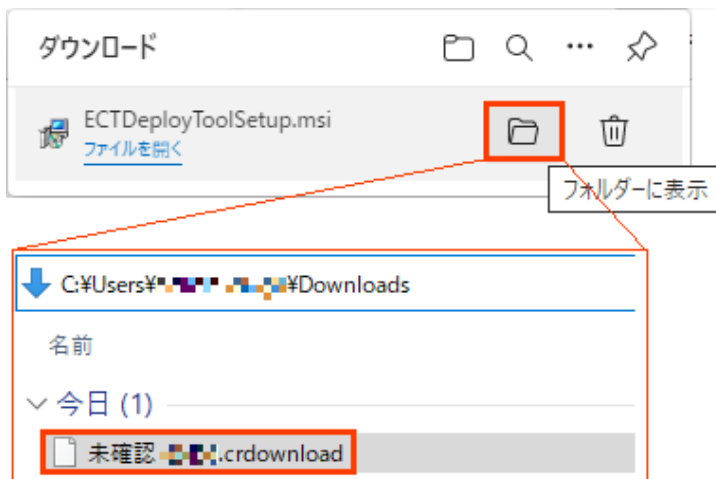 ダウンロード
ECTDeployToolSetup.msi
ファイルを開く
フォルダーに表示
C:¥Users¥ ¥Downloads
名前
今日 (1)
未確認 .crdownload